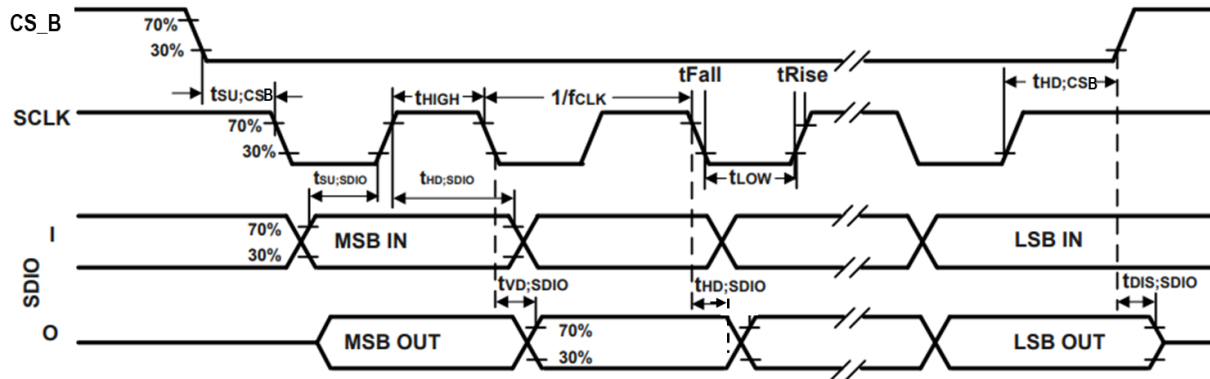 CS_B
70%
30%
tSU;CSB
tHIGH
1/fCLK
tFall
tRise
tHD;CSB
SCLK
70%
30%
tSU;SDIO
tHD;SDIO
tLOW
SDIO
I
70%
30%
MSB IN
LSB IN
tVD;SDIO
tHD;SDIO
tDIS;SDIO
O
MSB OUT
70%
30%
LSB OUT